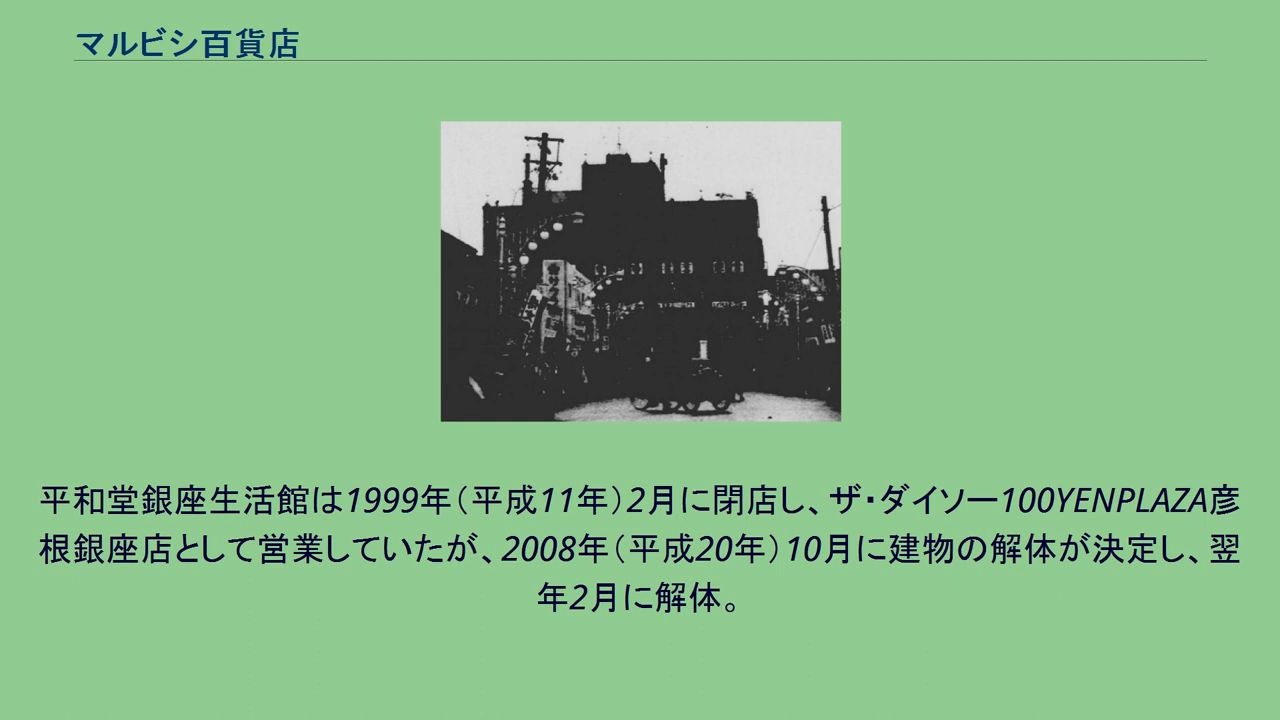 マルビシ百貨店
平和堂銀座生活館は1999年（平成11年）2月に閉店し、ザ・ダイソー100YENPLAZA彦
根銀座店として営業していたが、2008年（平成20年）10月に建物の解体が決定し、翌
年2月に解体。